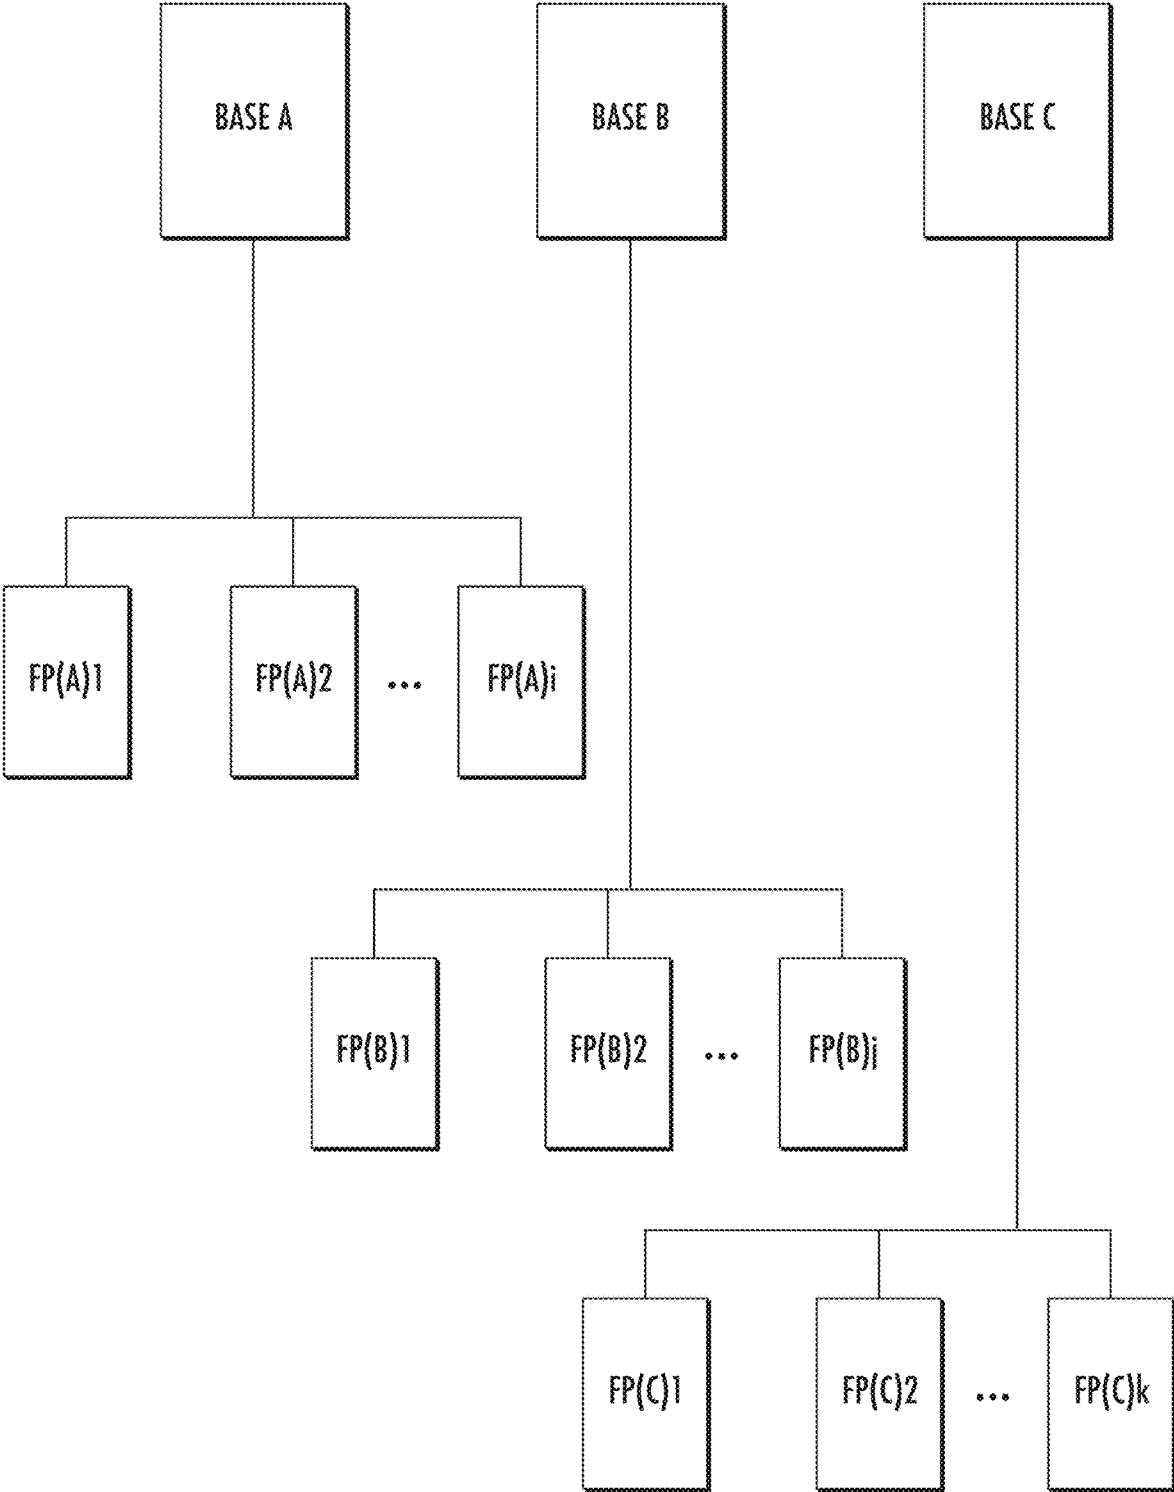 BASE A
BASE B
BASE C
FP(A)1
FP(A)2
...
FP(A)i
FP(B)1
FP(B)2
...
FP(B)j
FP(C)1
FP(C)2
...
FP(C)k